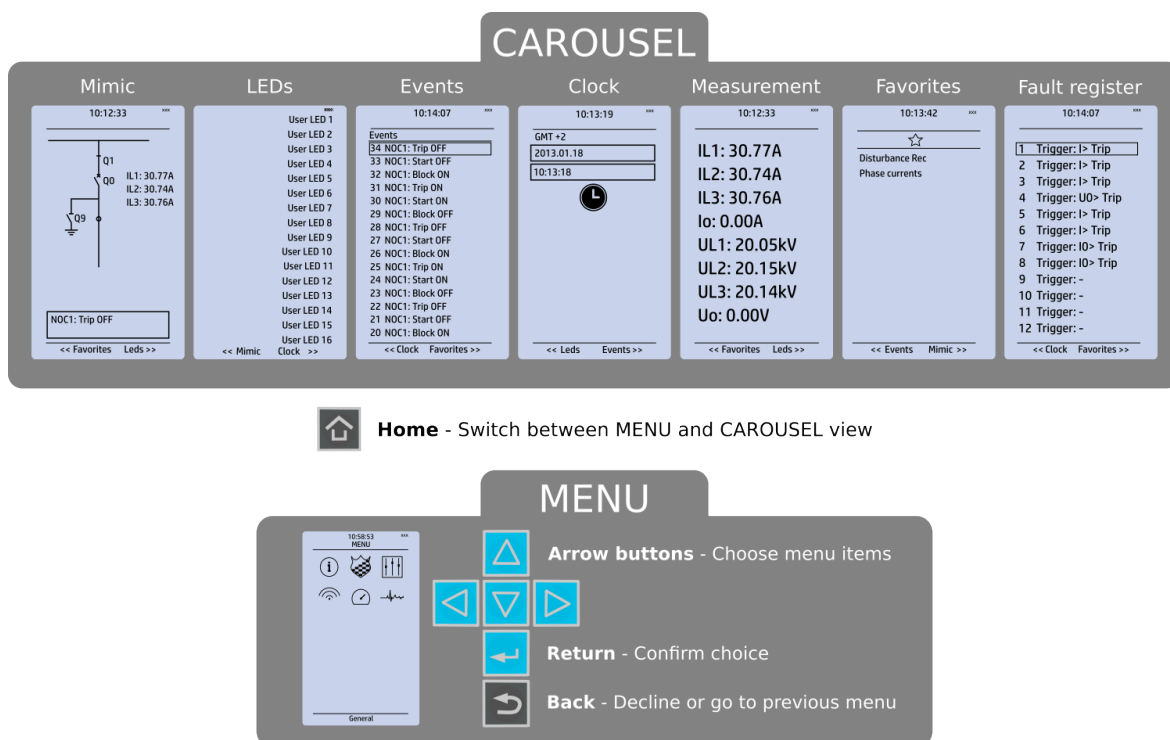 CAROUSEL
Mimic
LEDs
Events
Clock
Measurement
Favorites
Fault register
10:12:33 xxx
Q1
Q0
IL1: 30.77A
IL2: 30.74A
IL3: 30.76A
Q9
NOC1: Trip OFF
<< Favorites Leds >>
xxx
User LED 1
User LED 2
User LED 3
User LED 4
User LED 5
User LED 6
User LED 7
User LED 8
User LED 9
User LED 10
User LED 11
User LED 12
User LED 13
User LED 14
User LED 15
User LED 16
<< Mimic Clock >>
10:14:07 xxx
Events
34 NOC1: Trip OFF
33 NOC1: Start OFF
32 NOC1: Block ON
31 NOC1: Trip ON
30 NOC1: Start ON
29 NOC1: Block OFF
28 NOC1: Trip OFF
27 NOC1: Start OFF
26 NOC1: Block ON
25 NOC1: Trip ON
24 NOC1: Start ON
23 NOC1: Block OFF
22 NOC1: Trip OFF
21 NOC1: Start OFF
20 NOC1: Block ON
<< Clock Favorites >>
10:13:19 xxx
GMT +2
2013.01.18
10:13:18
<< Leds Events >>
10:12:33 xxx
IL1: 30.77A
IL2: 30.74A
IL3: 30.76A
Io: 0.00A
UL1: 20.05kV
UL2: 20.15kV
UL3: 20.14kV
Uo: 0.00V
<< Favorites Leds >>
10:13:42 xxx
Disturbance Rec
Phase currents
<< Events Mimic >>
10:14:07 xxx
1 Trigger: I> Trip
2 Trigger: I> Trip
3 Trigger: I> Trip
4 Trigger: U0> Trip
5 Trigger: I> Trip
6 Trigger: I> Trip
7 Trigger: I0> Trip
8 Trigger: I0> Trip
9 Trigger: -
10 Trigger: -
11 Trigger: -
12 Trigger: -
<< Clock Favorites >>
Home - Switch between MENU and CAROUSEL view
MENU
10:58:53 xxx
MENU
i
General
Arrow buttons - Choose menu items
Return - Confirm choice
Back - Decline or go to previous menu